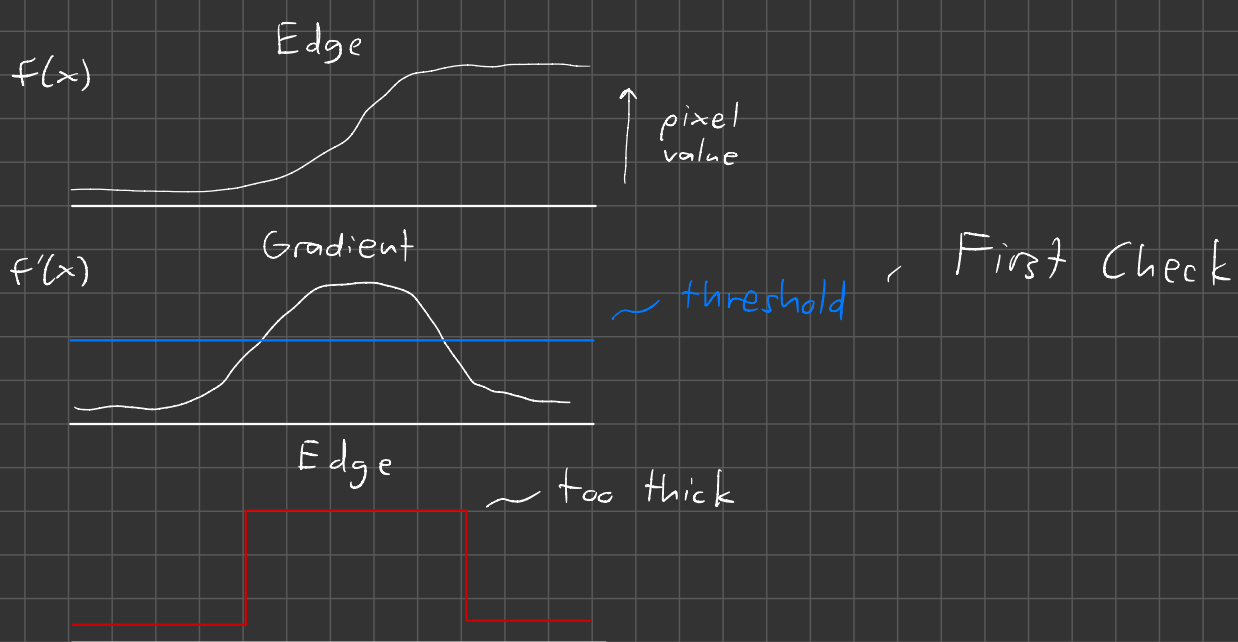 Edge
f(x)
pixel
value
Gradient
f'(x)
First Check
threshold
Edge
too thick